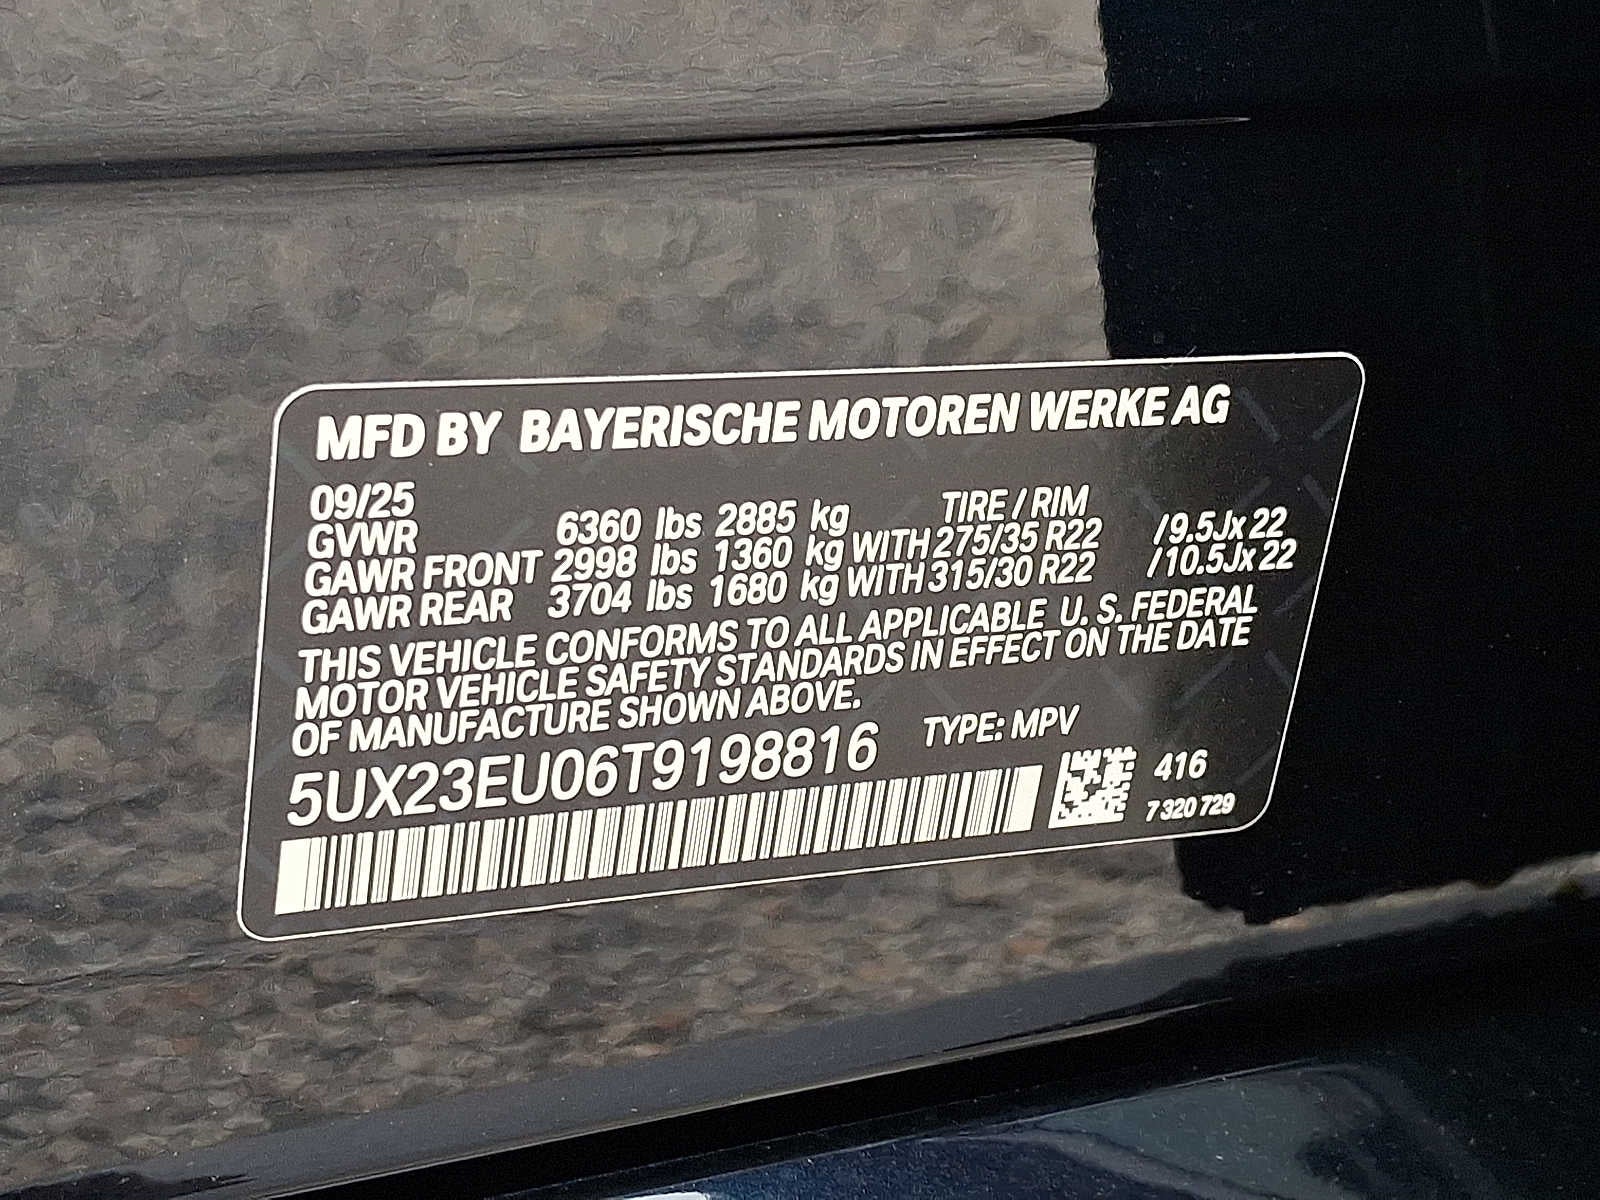 MFD BY BAYERISCHE MOTOREN WERKE AG
09/25 TIRE / RIM
GVWR 6360 lbs 2885 kg
GAWR FRONT 2998 lbs 1360 kg WITH 275/35 R22 /9.5Jx22
GAWR REAR 3704 lbs 1680 kg WITH 315/30 R22 /10.5Jx22
THIS VEHICLE CONFORMS TO ALL APPLICABLE U. S. FEDERAL
MOTOR VEHICLE SAFETY STANDARDS IN EFFECT ON THE DATE
OF MANUFACTURE SHOWN ABOVE.
5UX23EU06T9198816 TYPE: MPV
416
7 320 729